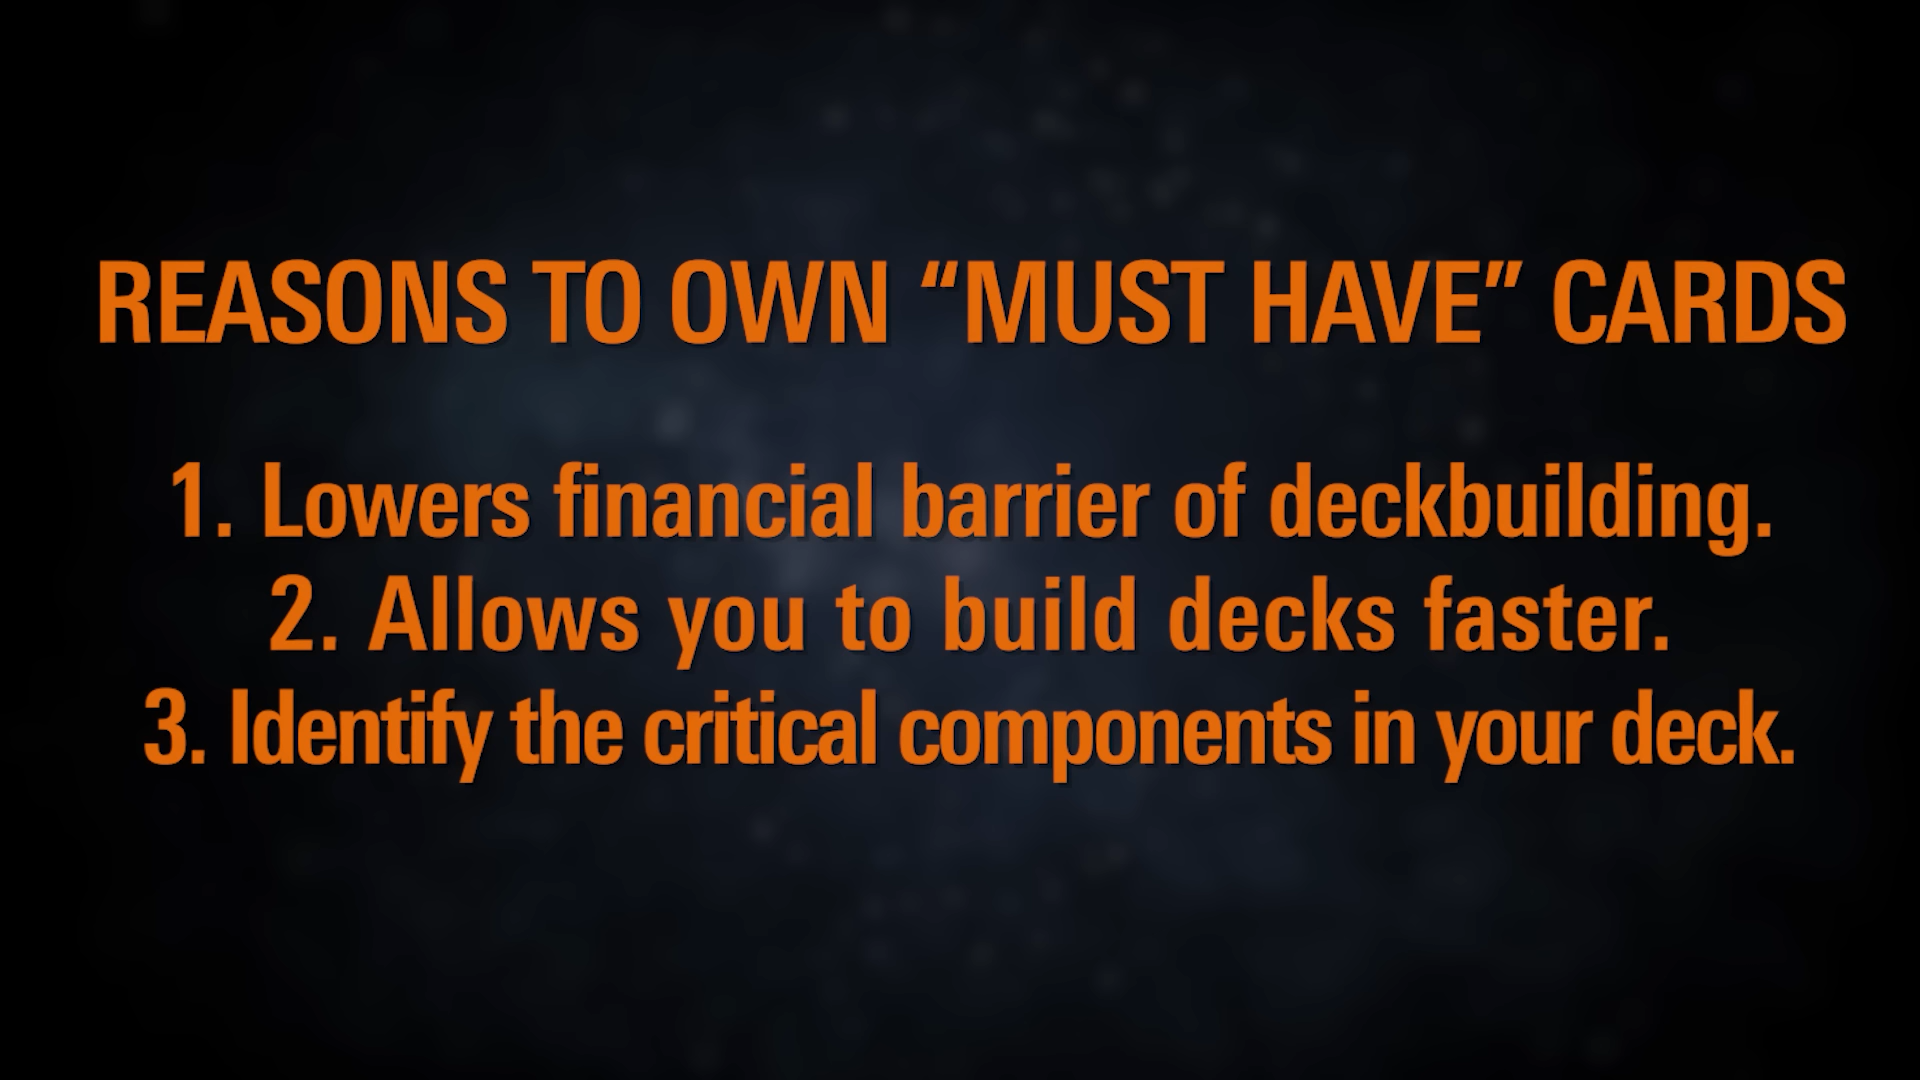 REASONS TO OWN “MUST HAVE” CARDS
1. Lowers financial barrier of deckbuilding.
2. Allows you to build decks faster.
3. Identify the critical components in your deck.